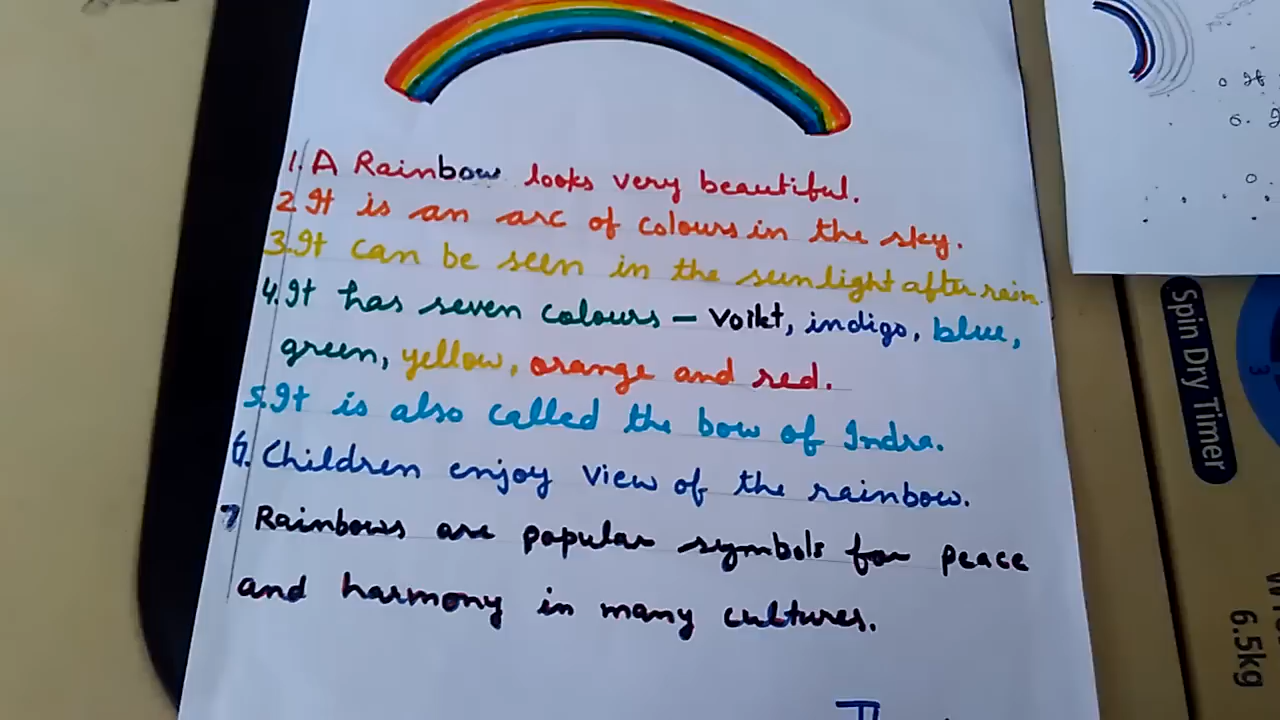 1. A Rainbow looks very beautiful.
2. It is an arc of colours in the sky.
3. It can be seen in the sunlight after rain.
4. It has seven colours – Voilet, indigo, blue,
green, yellow, orange and red.
5. It is also called the bow of Indra.
6. Children enjoy view of the rainbow.
7 Rainbows are popular symbols for peace
and harmony in many cultures.
Spin Dry Timer
3
6.5kg